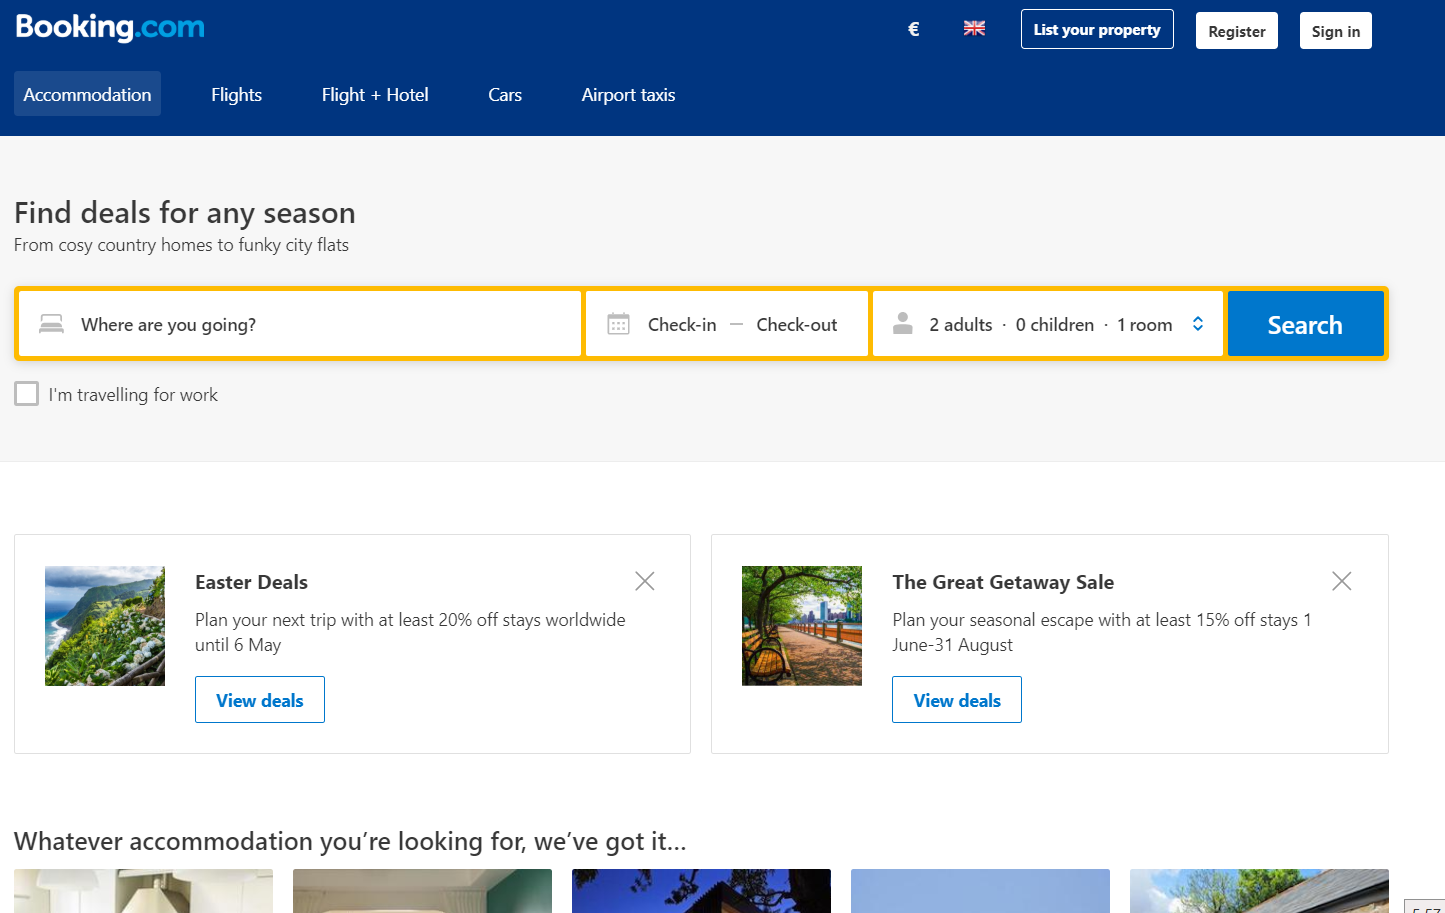 Booking.com
€
List your property
Register
Sign in
Accommodation
Flights
Flight + Hotel
Cars
Airport taxis
Find deals for any season
From cosy country homes to funky city flats
Where are you going?
Check-in — Check-out
2 adults · 0 children · 1 room
Search
I'm travelling for work
Easter Deals
Plan your next trip with at least 20% off stays worldwide
until 6 May
View deals
The Great Getaway Sale
Plan your seasonal escape with at least 15% off stays 1
June-31 August
View deals
Whatever accommodation you’re looking for, we’ve got it...